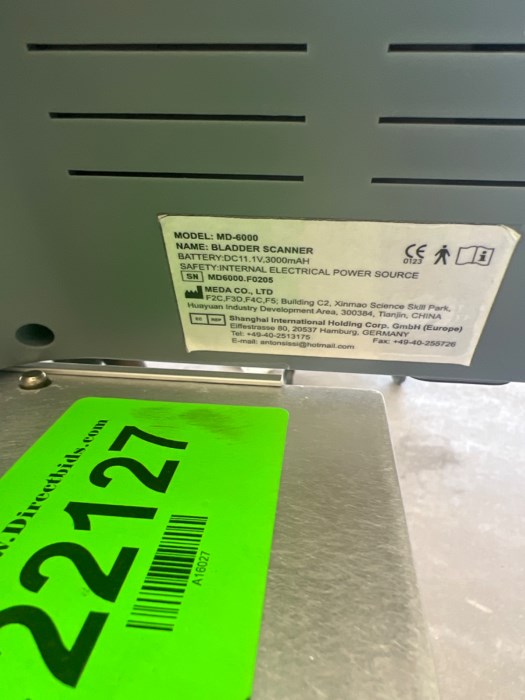 MODEL: MD-6000
NAME: BLADDER SCANNER
BATTERY:DC11.1V,3000mAH
SAFETY:INTERNAL ELECTRICAL POWER SOURCE
SN MD6000.F0205
CE 0123
MEDA CO., LTD
F2C,F3D,F4C,F5; Building C2, Xinmao Science Skill Park,
Huayuan Industry Development Area, 300384, Tianjin, CHINA
EC REP Shanghai International Holding Corp. GmbH (Europe)
Eiffestrasse 80, 20537 Hamburg, GERMANY
Tel: +49-40-2513175 Fax: +49-40-255726
E-mail: antonsissi@hotmail.com
.Directbids.com
22127
A16027